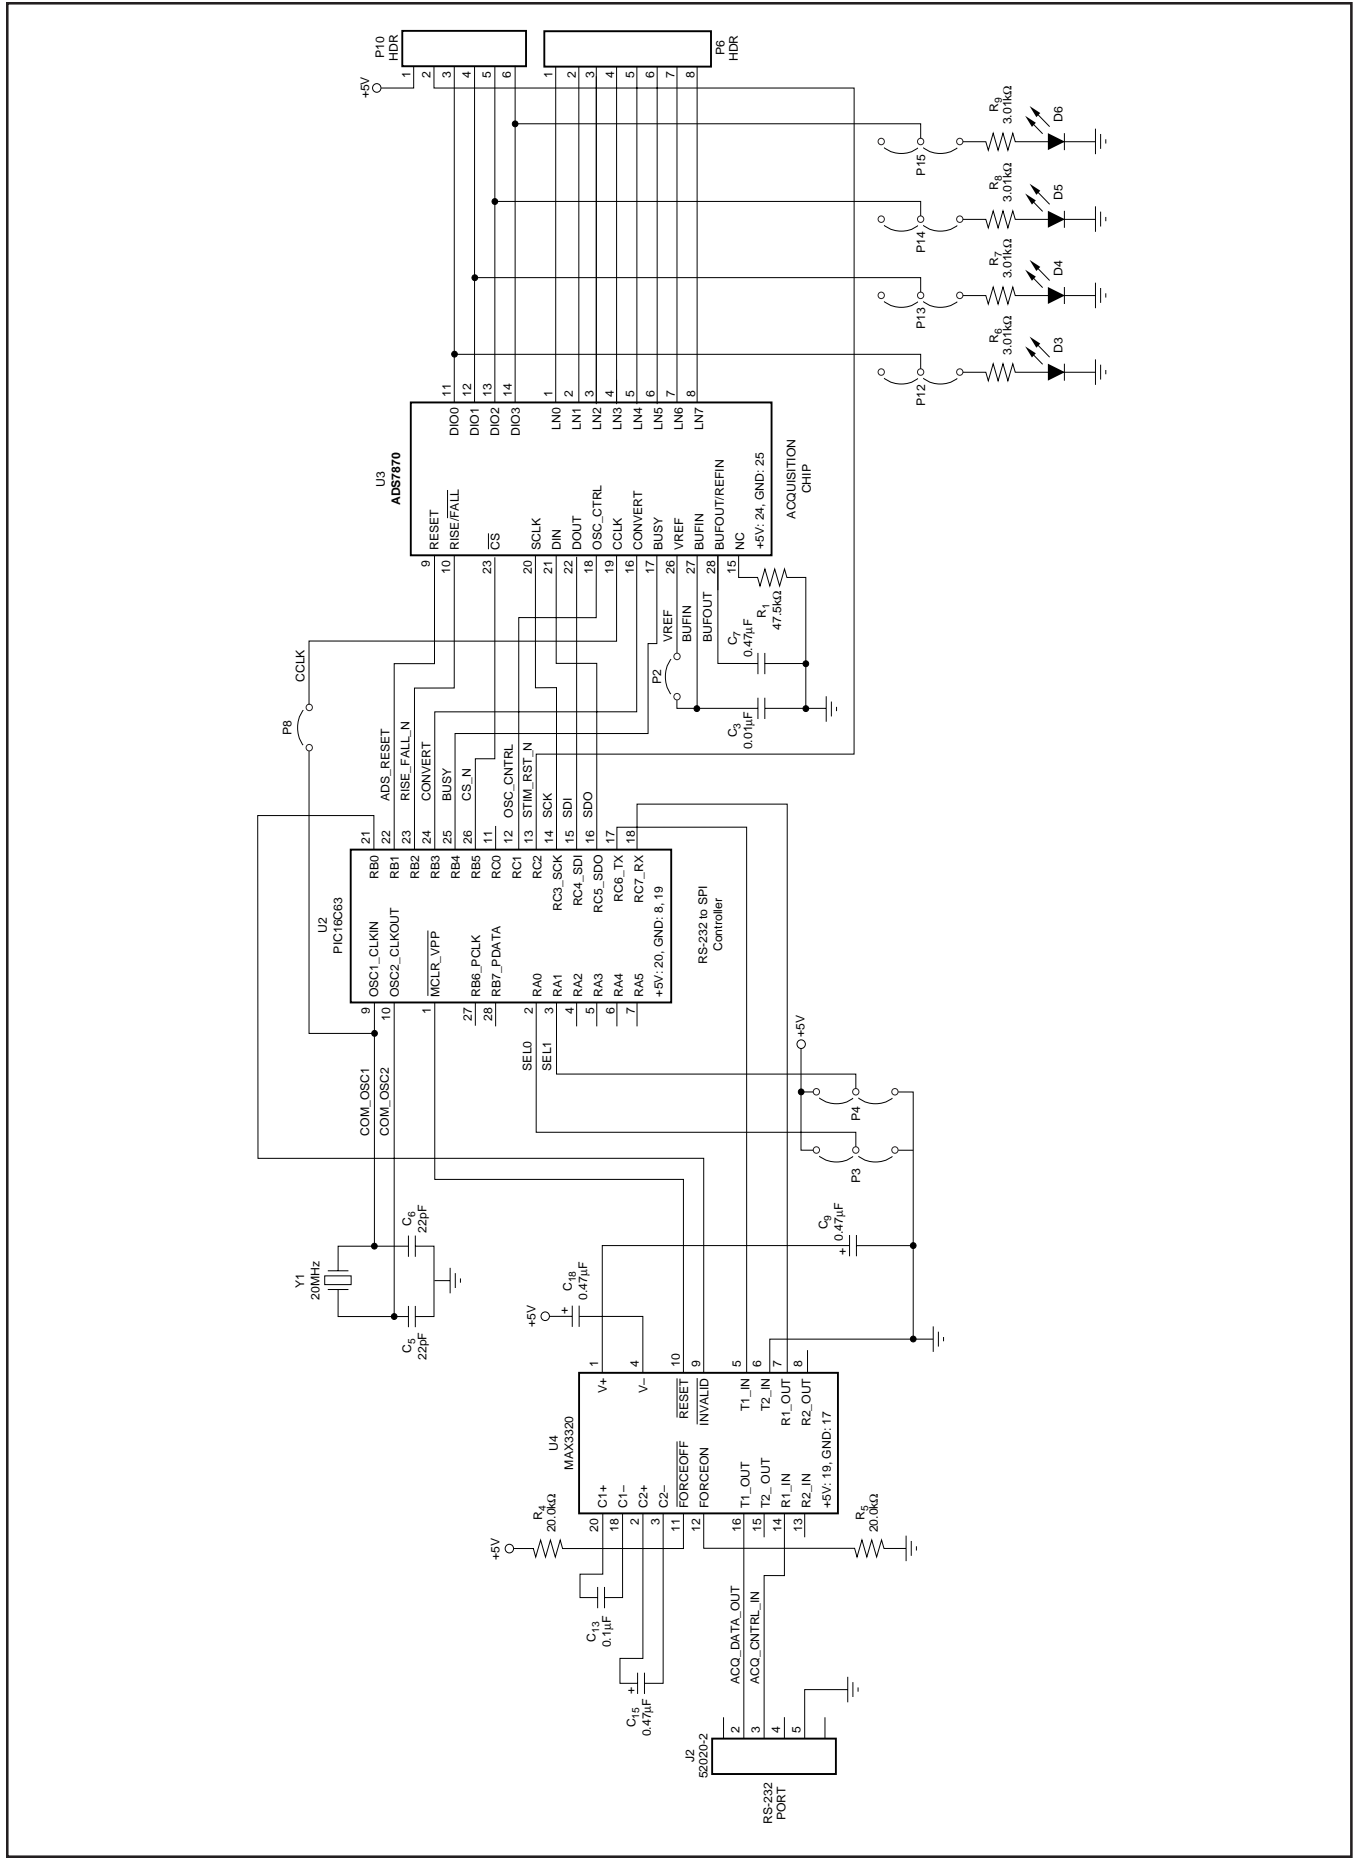 P10
HDR
1
2
3
4
5
6
+5V
P6
HDR
1
2
3
4
5
6
7
8
R9
3.01kΩ
D6
P15
R8
3.01kΩ
D5
P14
R7
3.01kΩ
D4
P13
R6
3.01kΩ
D3
P12
U3
ADS7870
11
12
13
14
DIO0
DIO1
DIO2
DIO3
1
2
3
4
5
6
7
8
LN0
LN1
LN2
LN3
LN4
LN5
LN6
LN7
RESET
RISE/FALL
CS
SCLK
DIN
DOUT
OSC_CTRL
CCLK
CONVERT
BUSY
VREF
BUFIN
BUFOUT/REFIN
NC
+5V: 24, GND: 25
ACQUISITION
CHIP
9
10
23
20
21
22
18
19
16
17
26
27
28
15
VREF
BUFIN
BUFOUT
R1
47.5kΩ
C7
0.47µF
P2
C3
0.01µF
CCLK
P8
ADS_RESET
RISE_FALL_N
CONVERT
BUSY
CS_N
OSC_CNTRL
STIM_RST_N
SCK
SDI
SDO
21
22
23
24
25
26
11
12
13
14
15
16
17
18
U2
PIC16C63
RB0
RB1
RB2
RB3
RB4
RB5
RC0
RC1
RC2
RC3_SCK
RC4_SDI
RC5_SDO
RC6_TX
RC7_RX
OSC1_CLKIN
OSC2_CLKOUT
MCLR_VPP
RB6_PCLK
RB7_PDATA
RA0
RA1
RA2
RA3
RA4
RA5
+5V: 20, GND: 8, 19
RS-232 to SPI
Controller
9
10
1
27
28
2
3
4
5
6
7
COM_OSC1
COM_OSC2
SEL0
SEL1
+5V
P4
P3
Y1
20MHz
C6
22pF
C5
22pF
+5V
C18
0.47µF
C9
0.47µF
+
+
1
4
10
9
5
6
7
8
U4
MAX3320
V+
V–
RESET
INVALID
T1_IN
T2_IN
R1_OUT
R2_OUT
C1+
C1–
C2+
C2–
FORCEOFF
FORCEON
T1_OUT
T2_OUT
R1_IN
R2_IN
+5V: 19, GND: 17
20
18
2
3
11
12
16
15
14
13
+5V
R4
20.0kΩ
R5
20.0kΩ
C13
0.1µF
C15
0.47µF
+
ACQ_DATA_OUT
ACQ_CNTRL_IN
J2
52020-2
2
3
4
5
RS-232
PORT